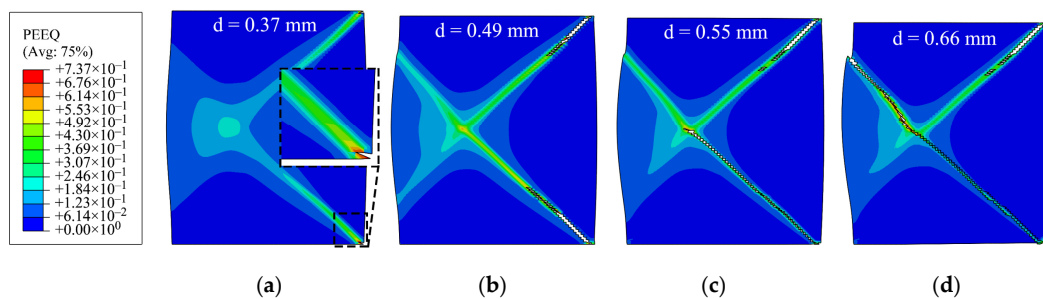 PEEQ
(Avg: 75%)
+7.37×10⁻¹
+6.76×10⁻¹
+6.14×10⁻¹
+5.53×10⁻¹
+4.92×10⁻¹
+4.30×10⁻¹
+3.69×10⁻¹
+3.07×10⁻¹
+2.46×10⁻¹
+1.84×10⁻¹
+1.23×10⁻¹
+6.14×10⁻²
+0.00×10⁰
d = 0.37 mm
d = 0.49 mm
d = 0.55 mm
d = 0.66 mm
(a)
(b)
(c)
(d)